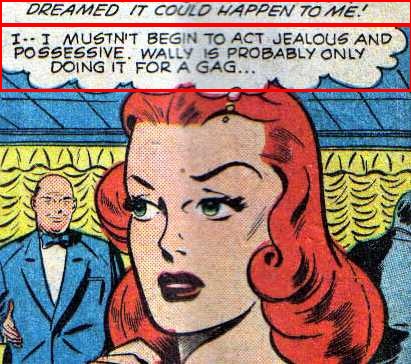 DREAMED IT COULD HAPPEN TO ME!
I-- I MUSTN'T BEGIN TO ACT JEALOUS AND
POSSESSIVE. WALLY IS PROBABLY ONLY
DOING IT FOR A GAG...